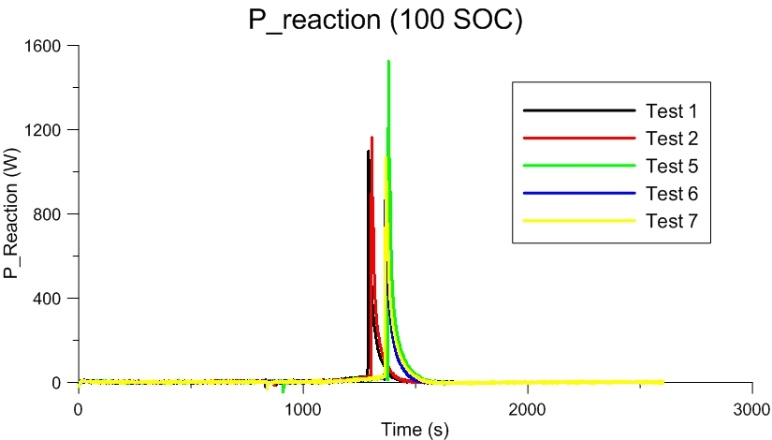 P_reaction (100 SOC)
1600
1200
800
400
0
P_Reaction (W)
Test 1
Test 2
Test 5
Test 6
Test 7
0
1000
2000
3000
Time (s)